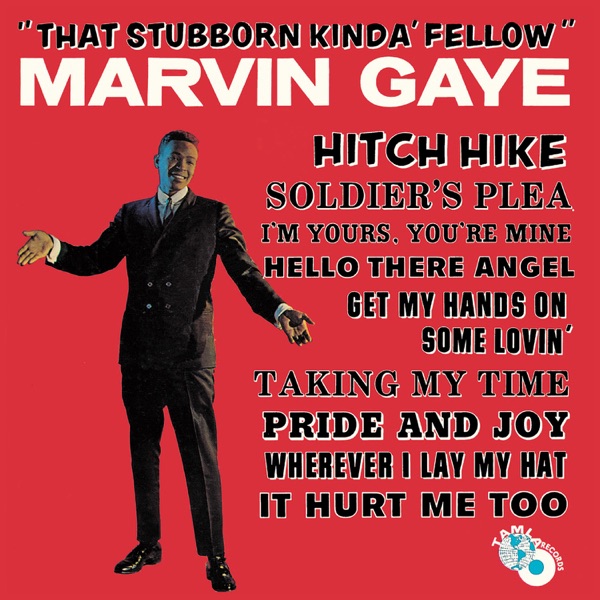 "THAT STUBBORN KINDA' FELLOW"
MARVIN GAYE
HITCH HIKE
SOLDIER'S PLEA
I'M YOURS, YOU'RE MINE
HELLO THERE ANGEL
GET MY HANDS ON
SOME LOVIN'
TAKING MY TIME
PRIDE AND JOY
WHEREVER I LAY MY HAT
IT HURT ME TOO
TAMLA RECORDS